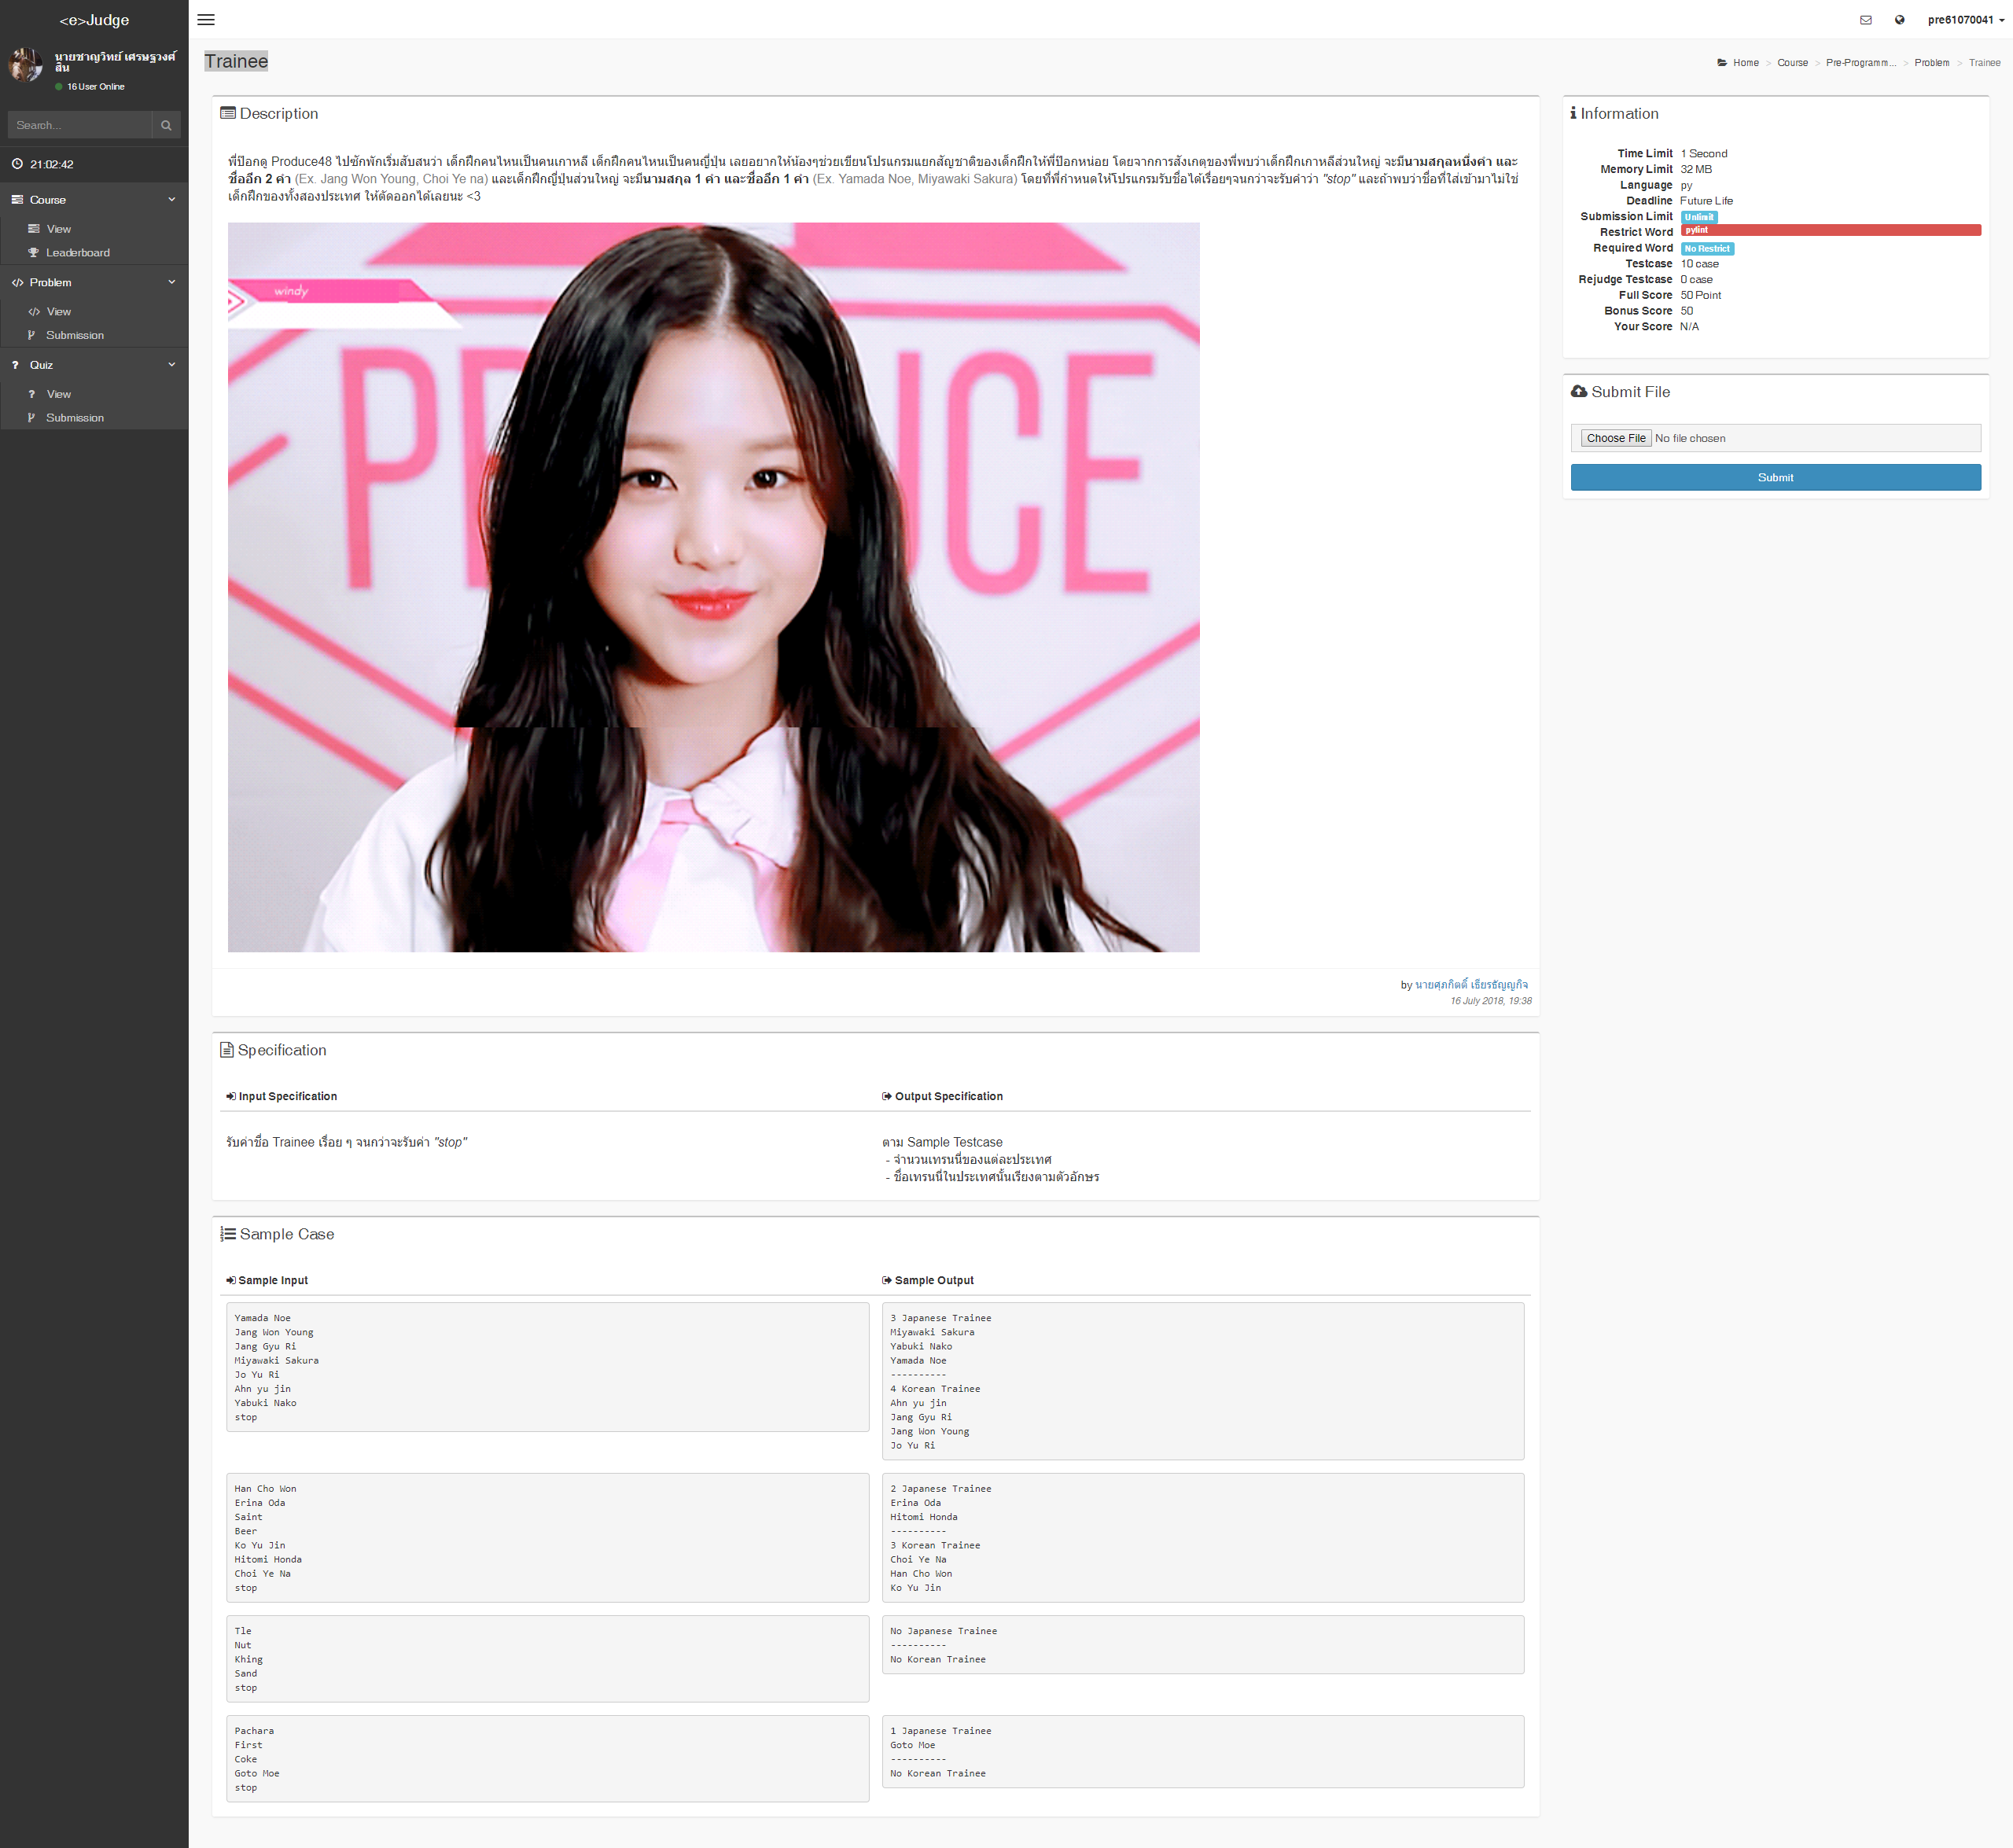 <e>Judge
pre61070041
นายชาญวิทย์ เศรษฐวงศ์
สิน
16 User Online
Search...
21:02:42
Course
View
Leaderboard
Problem
View
Submission
Quiz
View
Submission
Trainee
Home > Course > Pre-Programm... > Problem > Trainee
Description
พี่ป๊อกดู Produce48 ไปซักพักเริ่มสับสนว่า เด็กฝึกคนไหนเป็นคนเกาหลี เด็กฝึกคนไหนเป็นคนญี่ปุ่น เลยอยากให้น้องๆช่วยเขียนโปรแกรมแยกสัญชาติของเด็กฝึกให้พี่ป๊อกหน่อย โดยจากการสังเกตุของพี่พบว่าเด็กฝึกเกาหลีส่วนใหญ่ จะมีนามสกุลหนึ่งคำ และ
ชื่ออีก 2 คำ (Ex. Jang Won Young, Choi Ye na) และเด็กฝึกญี่ปุ่นส่วนใหญ่ จะมีนามสกุล 1 คำ และชื่ออีก 1 คำ (Ex. Yamada Noe, Miyawaki Sakura) โดยที่พี่กำหนดให้โปรแกรมรับชื่อได้เรื่อยๆจนกว่าจะรับคำว่า "stop" และถ้าพบว่าชื่อที่ใส่เข้ามาไม่ใช่
เด็กฝึกของทั้งสองประเทศ ให้ตัดออกได้เลยนะ <3
windy
by นายศุภกิตติ์ เธียรธัญญกิจ
16 July 2018, 19:38
Information
Time Limit 1 Second
Memory Limit 32 MB
Language py
Deadline Future Life
Submission Limit Unlimit
Restrict Word pylint
Required Word No Restrict
Testcase 10 case
Rejudge Testcase 0 case
Full Score 50 Point
Bonus Score 50
Your Score N/A
Submit File
Choose File No file chosen
Submit
Specification
Input Specification
รับค่าชื่อ Trainee เรื่อย ๆ จนกว่าจะรับค่า "stop"
Output Specification
ตาม Sample Testcase
- จำนวนเทรนนี่ของแต่ละประเทศ
- ชื่อเทรนนี่ในประเทศนั้นเรียงตามตัวอักษร
Sample Case
Sample Input
Sample Output
Yamada Noe
Jang Won Young
Jang Gyu Ri
Miyawaki Sakura
Jo Yu Ri
Ahn yu jin
Yabuki Nako
stop
3 Japanese Trainee
Miyawaki Sakura
Yabuki Nako
Yamada Noe
----------
4 Korean Trainee
Ahn yu jin
Jang Gyu Ri
Jang Won Young
Jo Yu Ri
Han Cho Won
Erina Oda
Saint
Beer
Ko Yu Jin
Hitomi Honda
Choi Ye Na
stop
2 Japanese Trainee
Erina Oda
Hitomi Honda
----------
3 Korean Trainee
Choi Ye Na
Han Cho Won
Ko Yu Jin
Tle
Nut
Khing
Sand
stop
No Japanese Trainee
----------
No Korean Trainee
Pachara
First
Coke
Goto Moe
stop
1 Japanese Trainee
Goto Moe
----------
No Korean Trainee